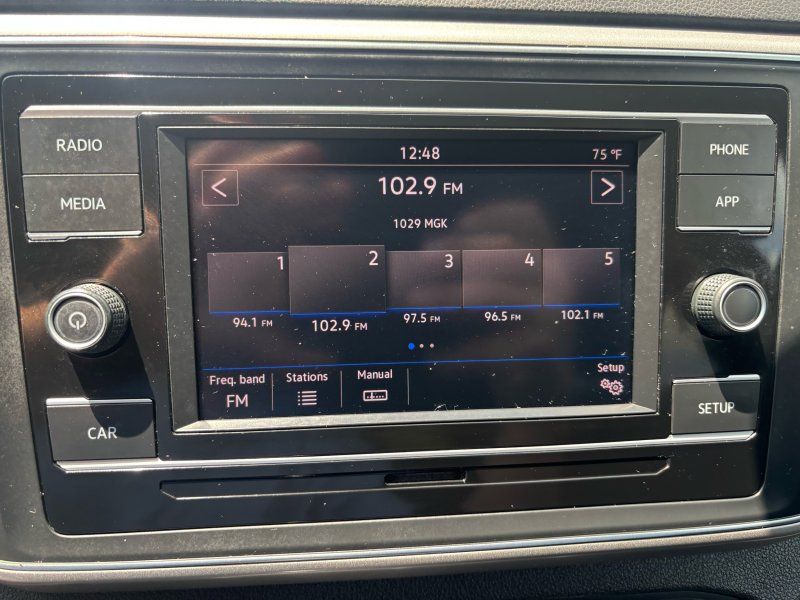 RADIO
MEDIA
CAR
12:48 75 °F
< 102.9 FM >
1029 MGK
1 2 3 4 5
94.1 FM 102.9 FM 97.5 FM 96.5 FM 102.1 FM
Freq. band Stations Manual Setup
FM
PHONE
APP
SETUP